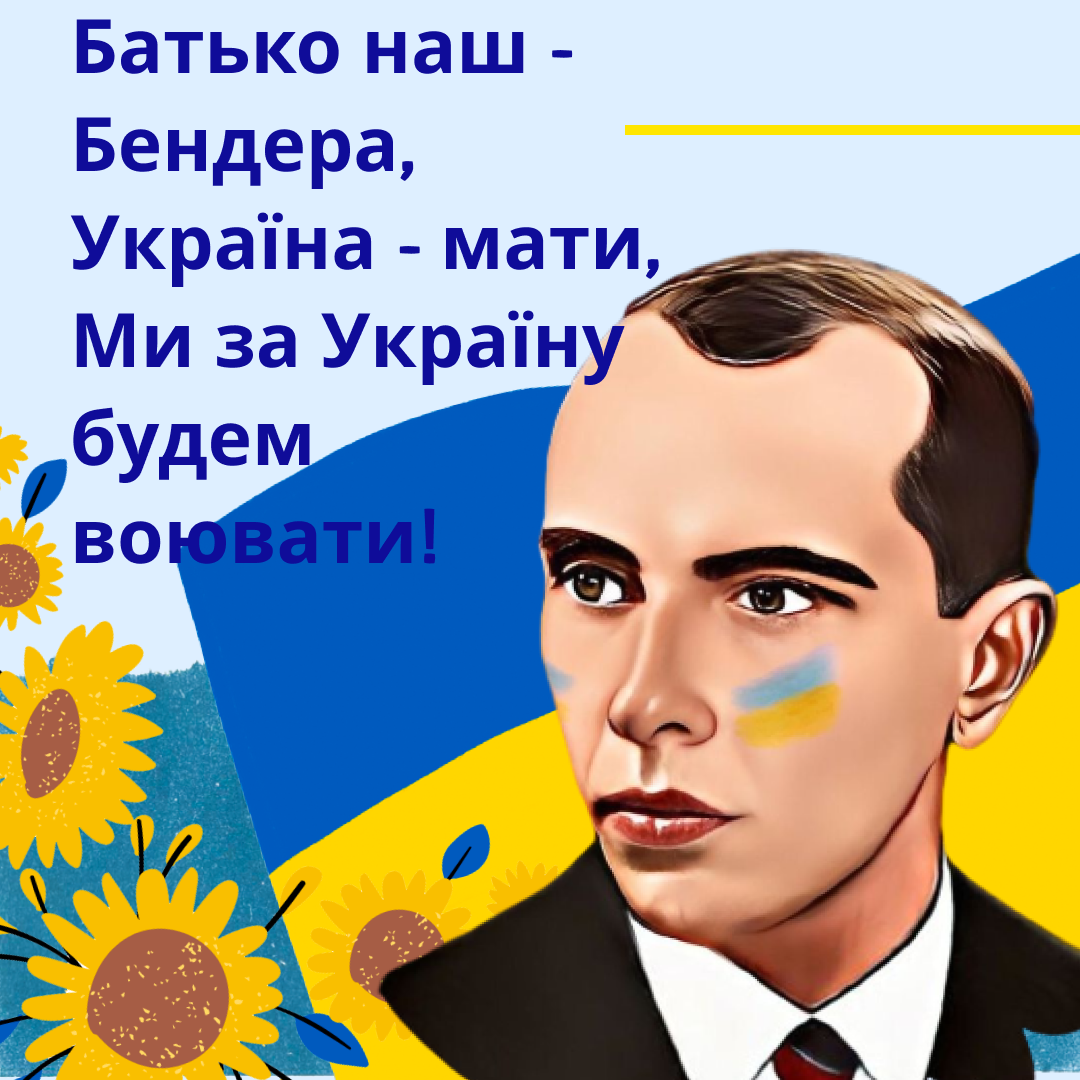 Батько наш -
Бендера,
Україна - мати,
Ми за Україну
будем
воювати!